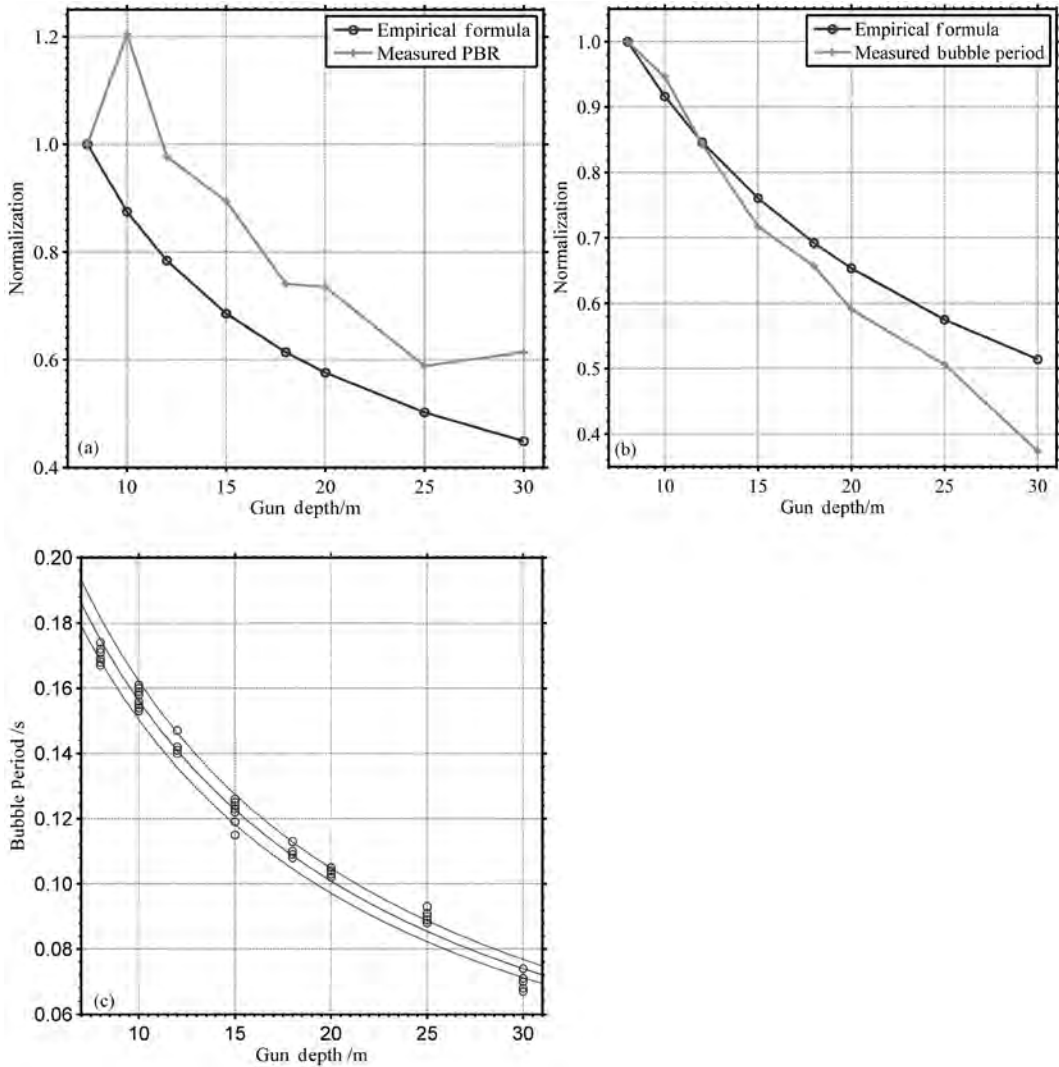 1.2
1.0
0.8
0.6
0.4
Normalization
Empirical formula
Measured PBR
(a)
10
15
20
25
30
Gun depth/m
1.0
0.9
0.8
0.7
0.6
0.5
0.4
Normalization
Empirical formula
Measured bubble period
(b)
10
15
20
25
30
Gun depth/m
0.20
0.18
0.16
0.14
0.12
0.10
0.08
0.06
Bubble period /s
(c)
10
15
20
25
30
Gun depth /m